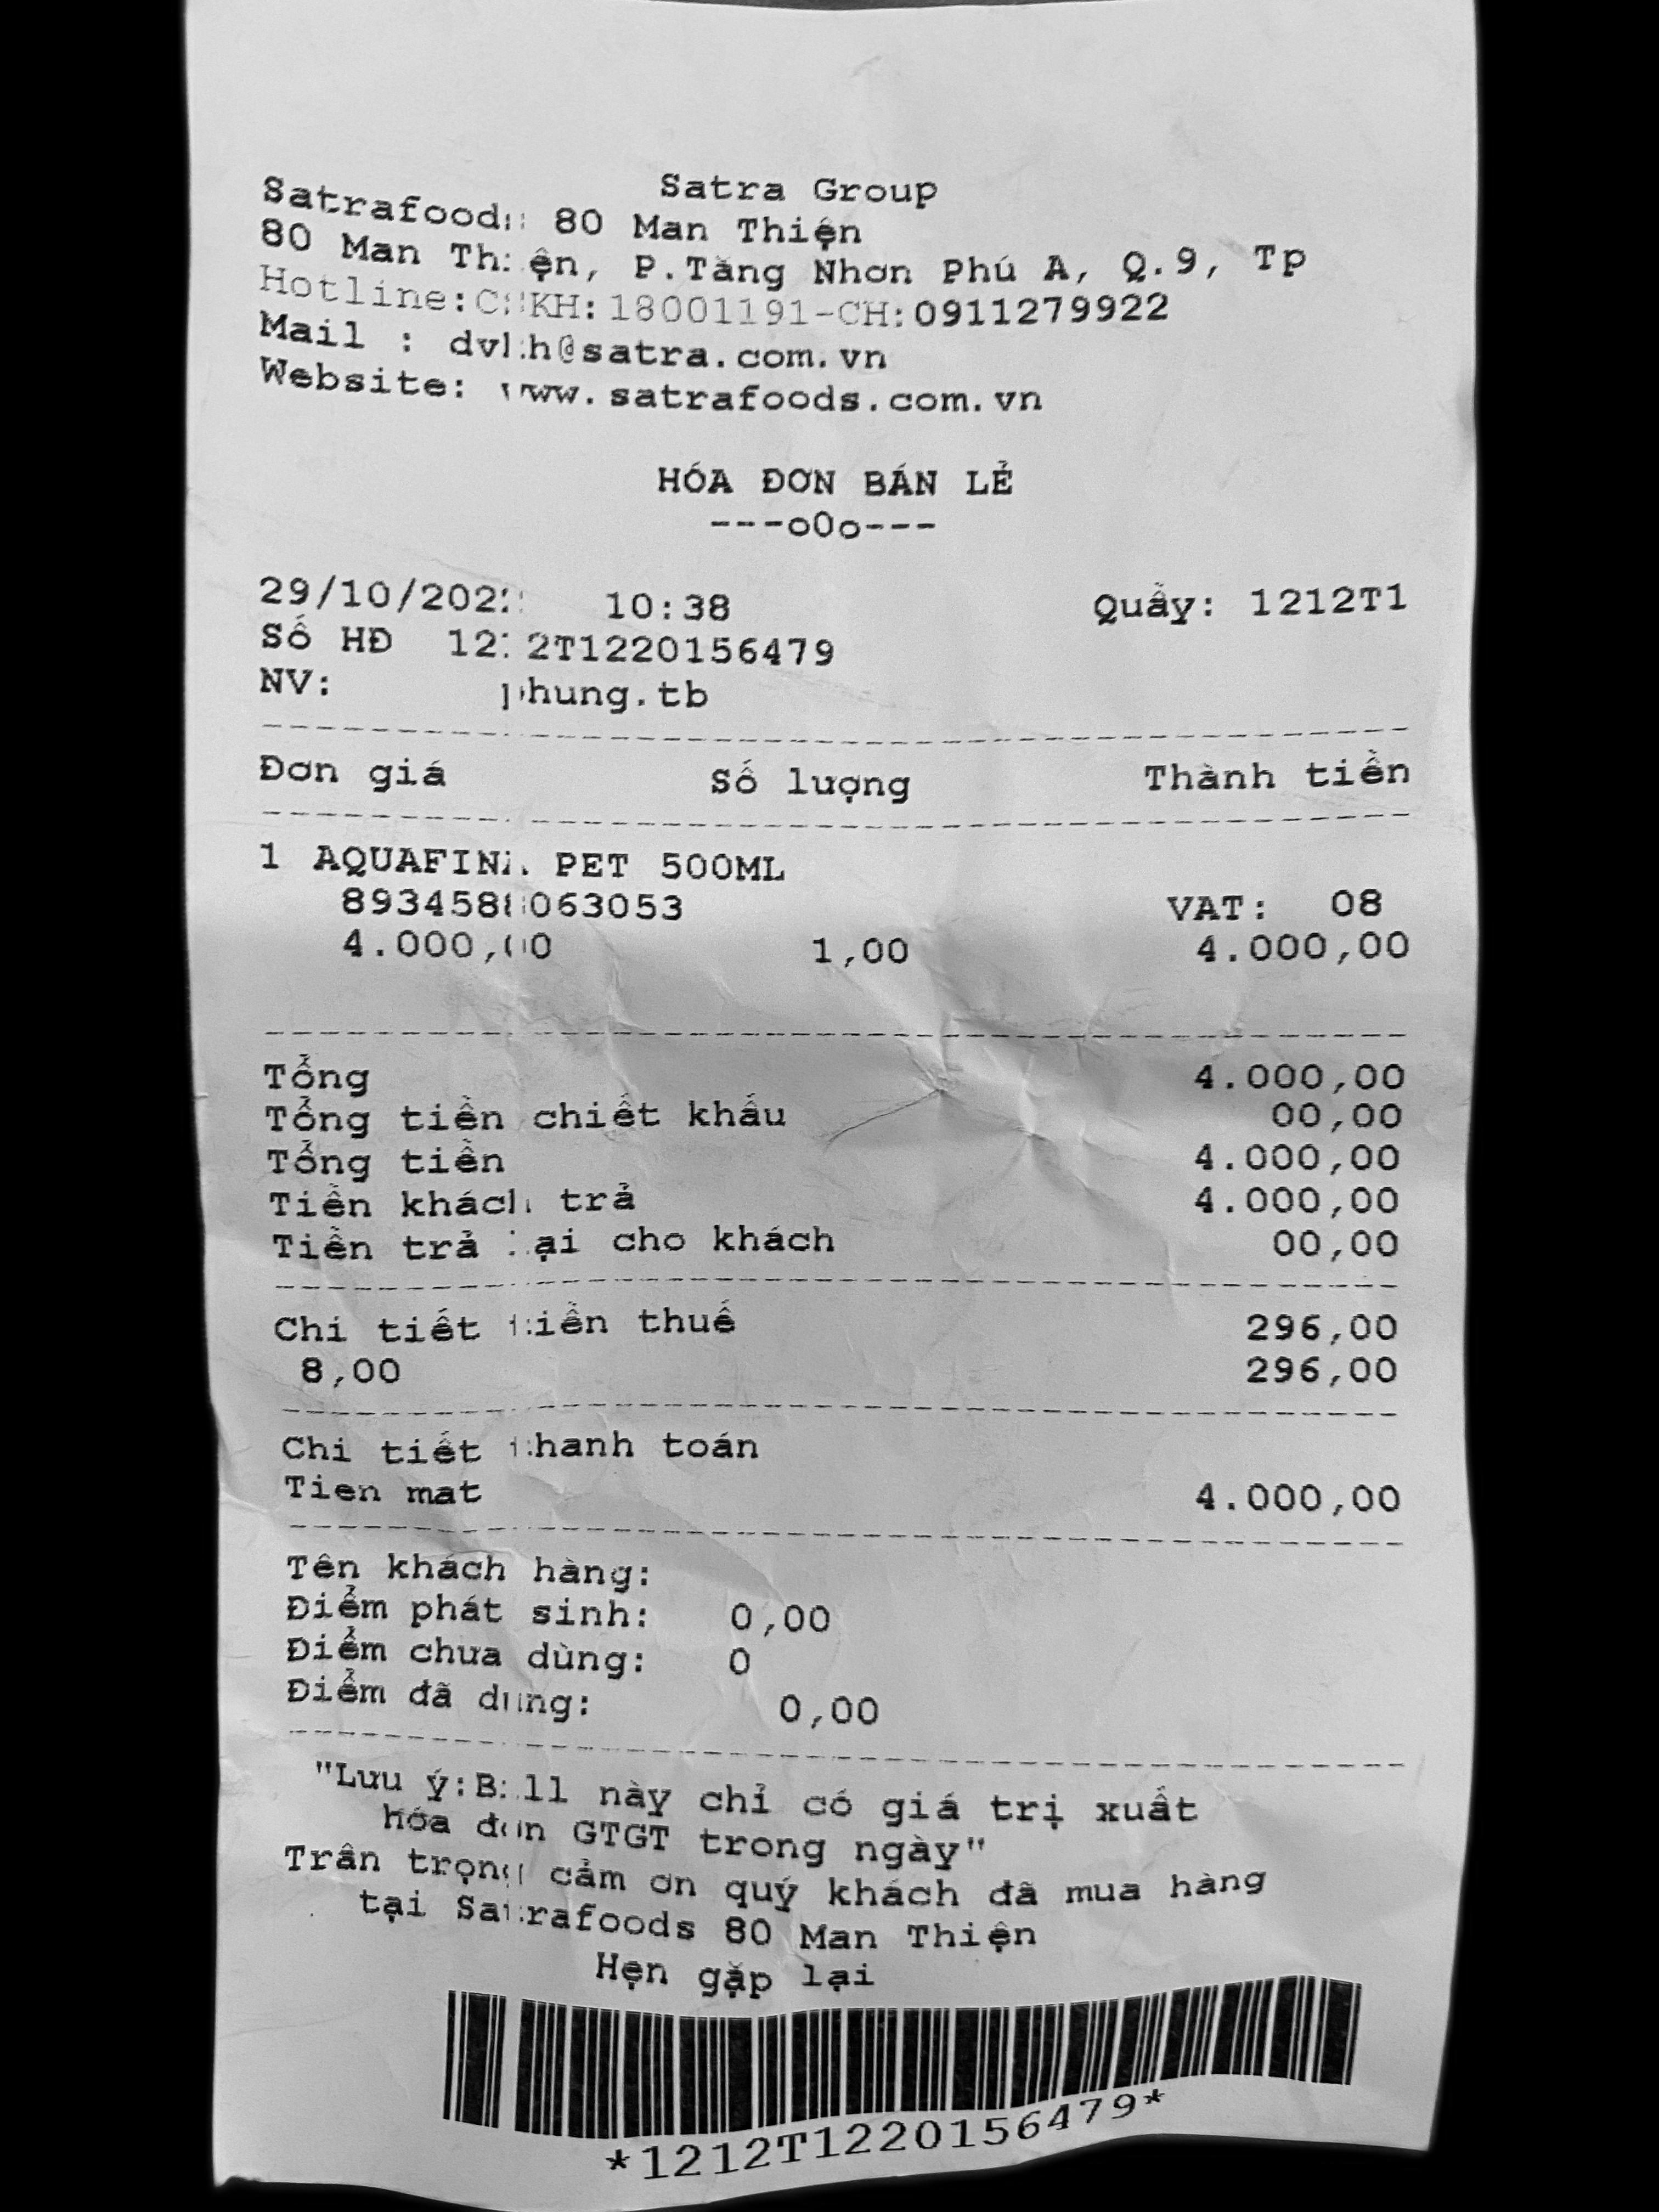 Satra Group
Satrafoods 80 Man Thiện
80 Man Thiện, P.Tăng Nhơn Phú A, Q.9, Tp
Hotline:CSKH:18001191-CH:0911279922
Mail : dvkh@satra.com.vn
Website: www.satrafoods.com.vn
HÓA ĐƠN BÁN LẺ
---o0o---
10:38 Quầy: 1212T1
Số HĐ 1212T1220156479
NV: phung.tb
Đơn giá Số lượng Thành tiền
1 AQUAFINA PET 500ML
8934588063053 VAT: 08
4.000,00 1,00 4.000,00
Tổng 4.000,00
Tổng tiền chiết khấu 00,00
Tổng tiền 4.000,00
Tiền khách trả 4.000,00
Tiền trả lại cho khách 00,00
Chi tiết tiền thuế 296,00
8,00 296,00
Chi tiết thanh toán
Tien mat 4.000,00
Tên khách hàng:
Điểm phát sinh: 0,00
Điểm chưa dùng: 0
Điểm đã dùng: 0,00
"Lưu ý:Bill này chỉ có giá trị xuất
hóa đơn GTGT trong ngày"
Trân trọng cảm ơn quý khách đã mua hàng
tại Satrafoods 80 Man Thiện
Hẹn gặp lại
*1212T1220156479*